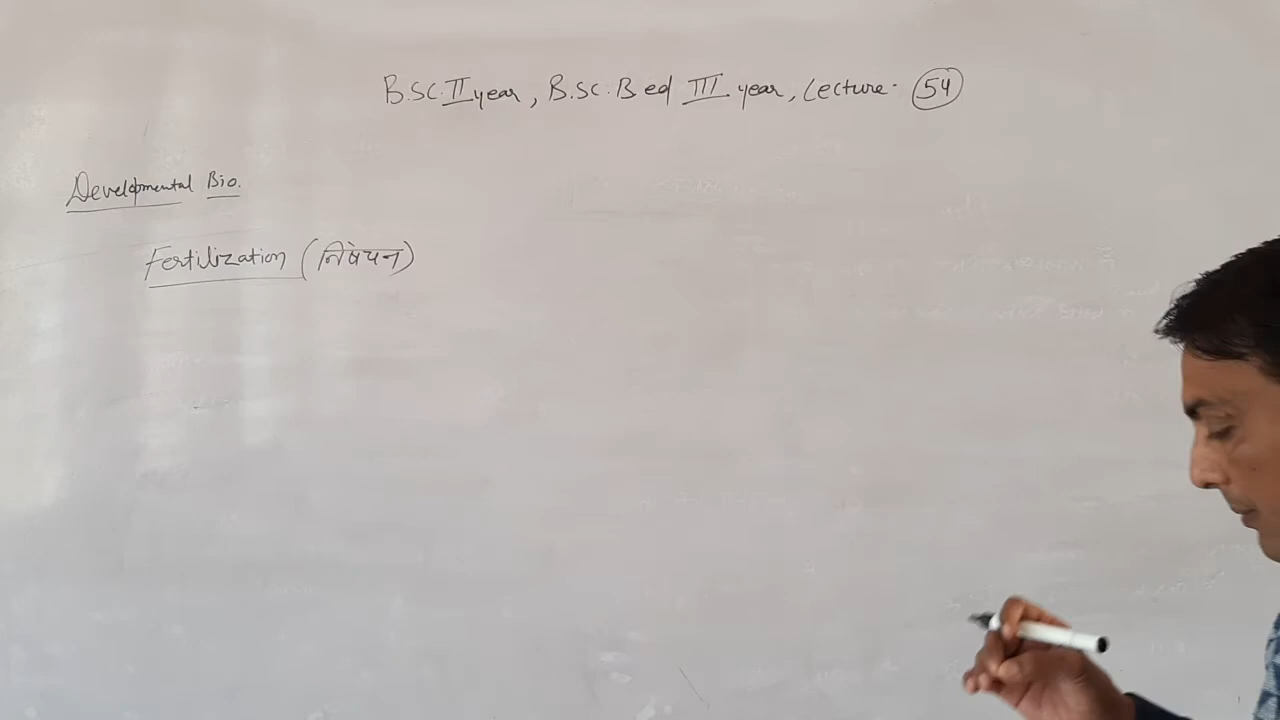 B.SC. II year, B.SC. B ed III year, Lecture - 54
Developmental Bio.
Fertilization (निषेचन)